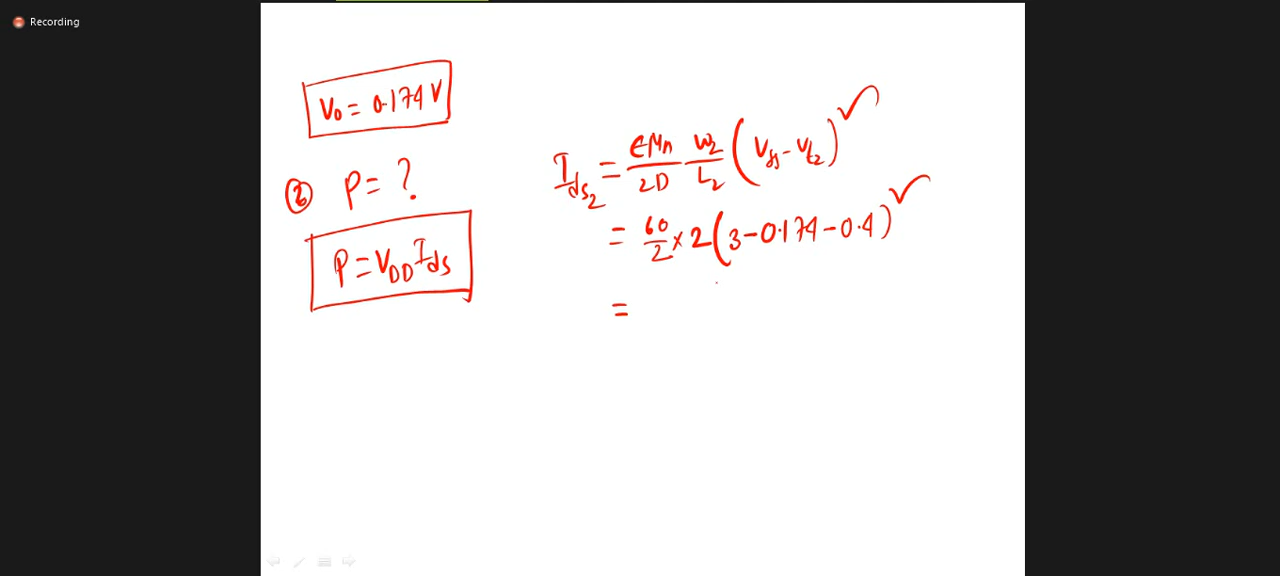 Recording
V₀ = 0.174 V
② P = ?
P = V_DD I_ds
I_ds₂ = ϵμn/2D W₂/L₂ (V_gs - V_t₂)✓
= 60/2 × 2 (3 - 0.174 - 0.4)✓
=